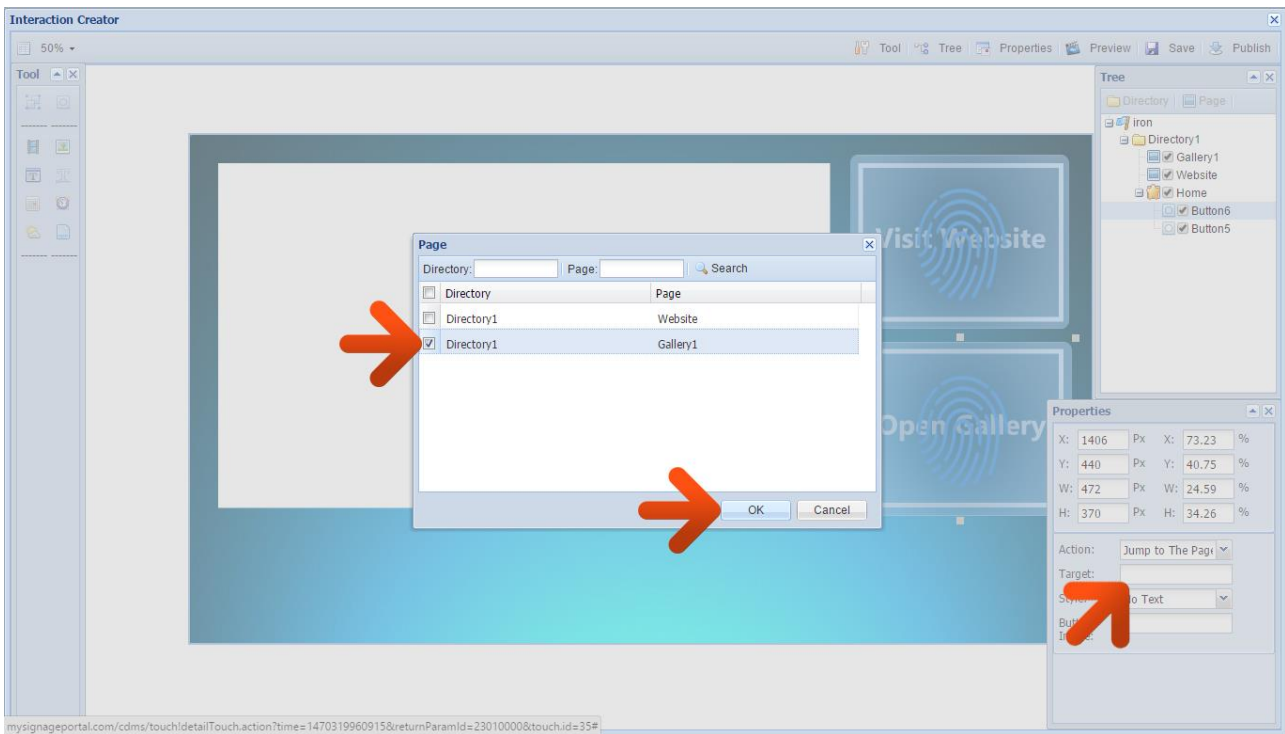 Interaction Creator
50%
Tool Tree Properties Preview Save Publish
Tool
Tree
Directory Page
iron
Directory1
Gallery1
Website
Home
Button6
Button5
Visit Website
Open Gallery
Page
Directory: Page: Search
Directory Page
Directory1 Website
Directory1 Gallery1
OK Cancel
Properties
X: 1406 Px X: 73.23 %
Y: 440 Px Y: 40.75 %
W: 472 Px W: 24.59 %
H: 370 Px H: 34.26 %
Action: Jump to The Page
Target:
Style: No Text
mysignageportal.com/cdms/touch!detailTouch.action?time=1470319960915&returnParamId=23010000&touch.id=35#